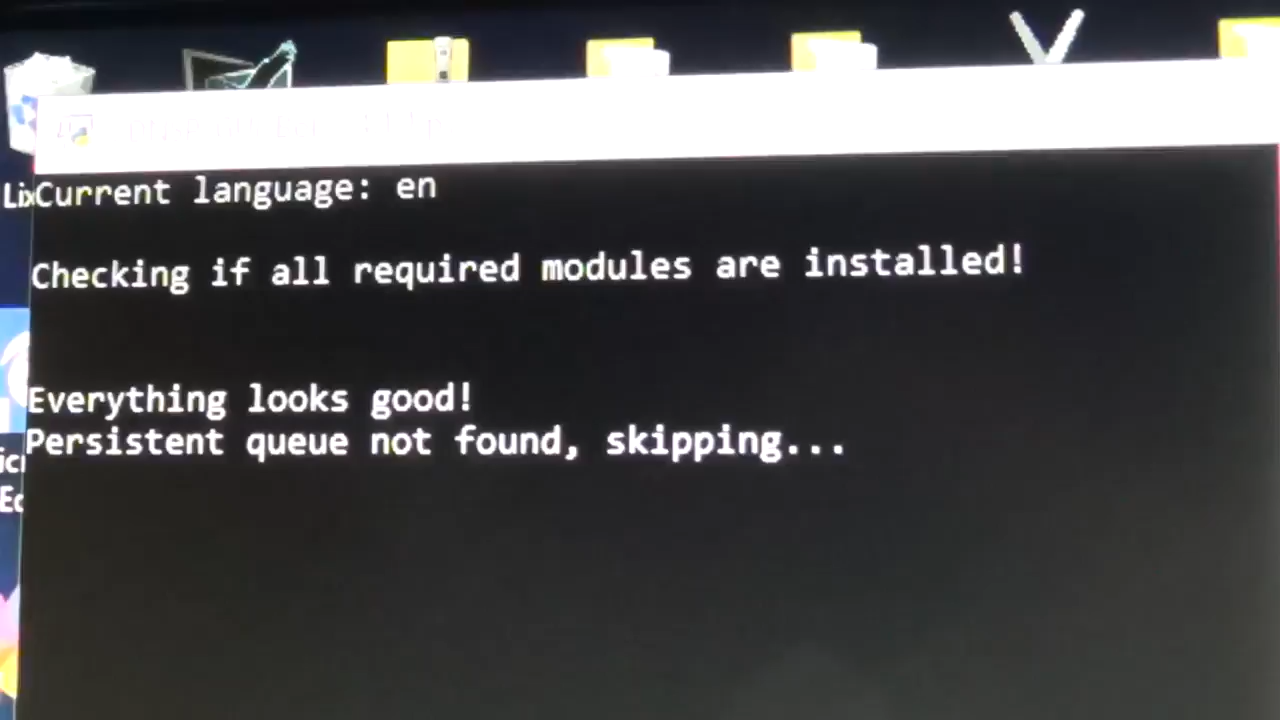 Current language: en
Checking if all required modules are installed!
Everything looks good!
Persistent queue not found, skipping...